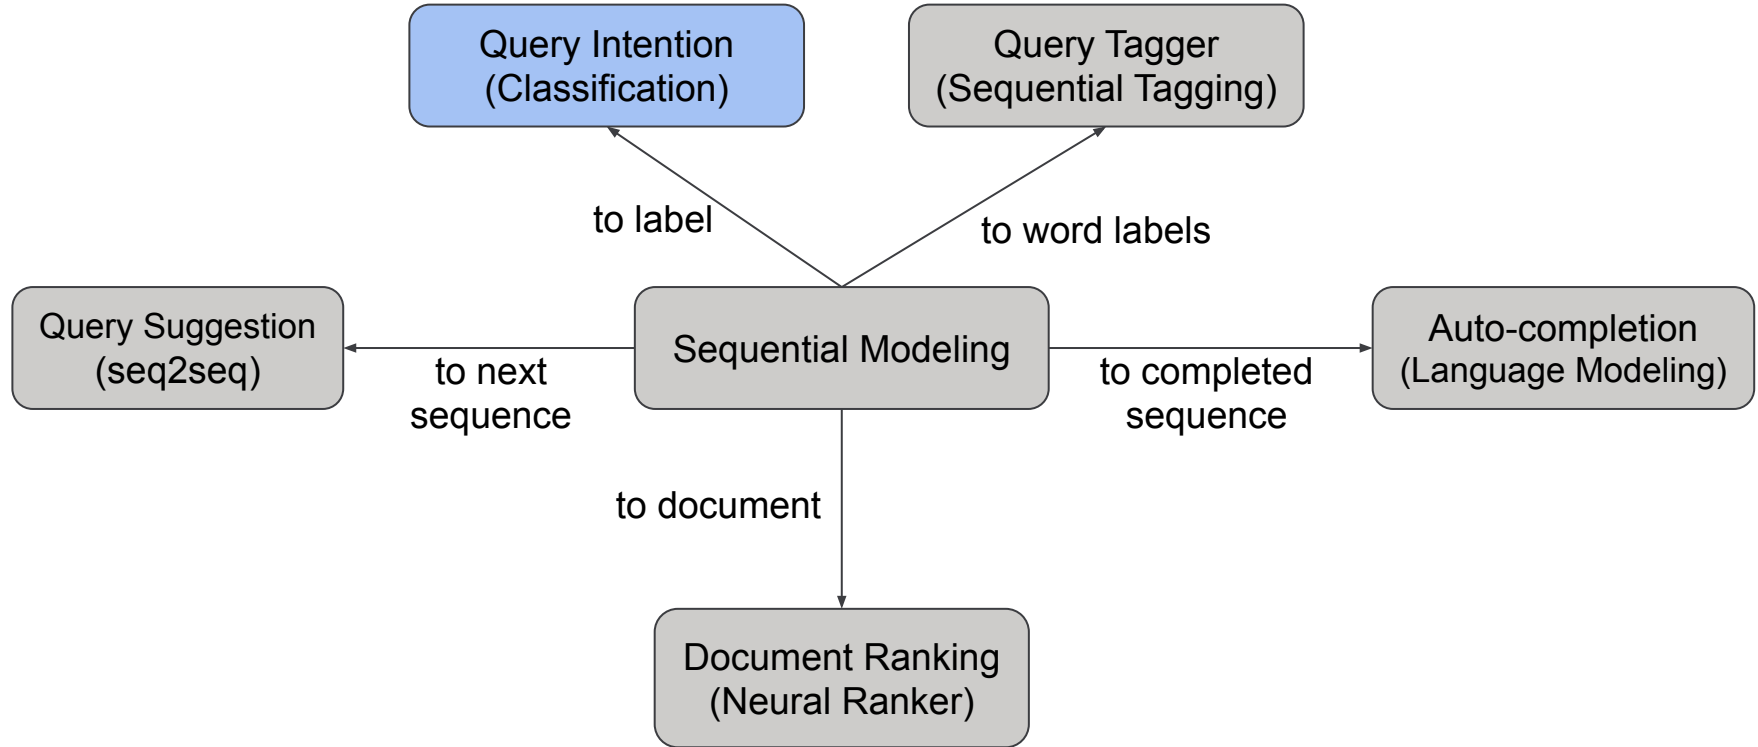 Query Intention
(Classification)
Query Tagger
(Sequential Tagging)
to label
to word labels
Query Suggestion
(seq2seq)
to next
sequence
Sequential Modeling
to completed
sequence
Auto-completion
(Language Modeling)
to document
Document Ranking
(Neural Ranker)